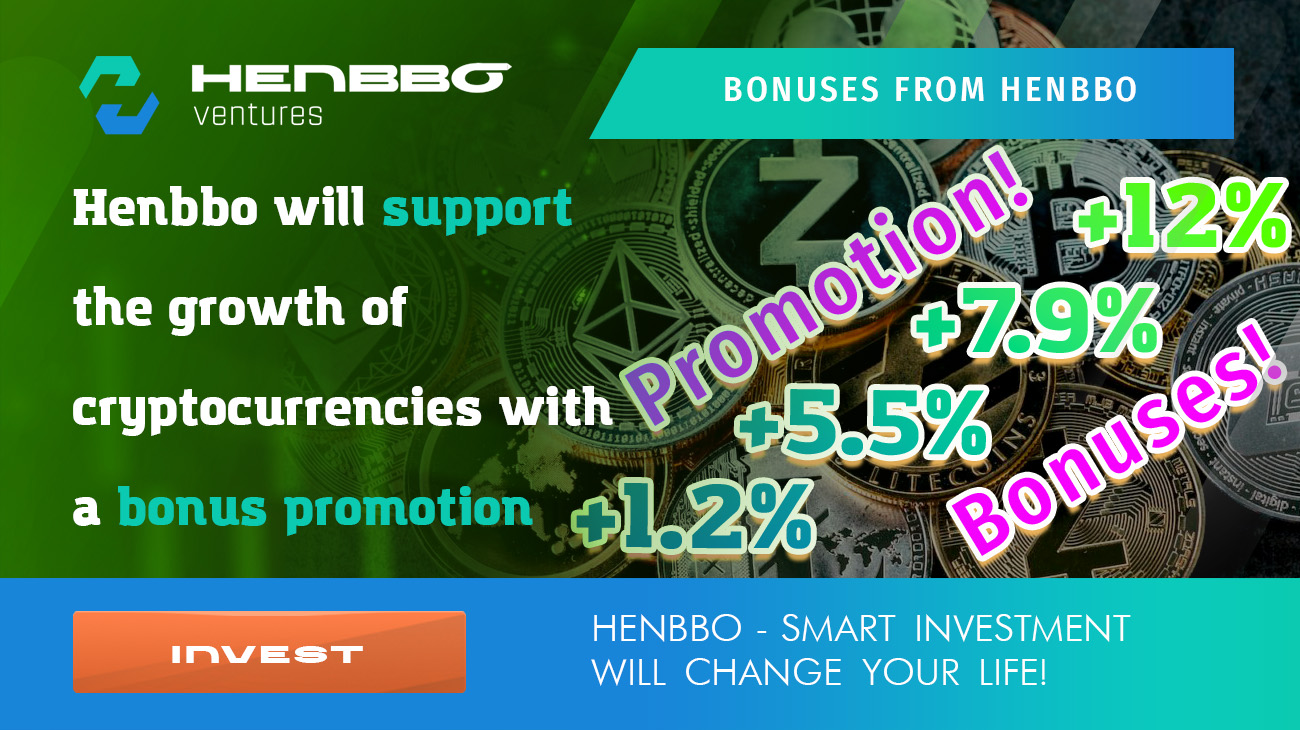 HENBBO
ventures
BONUSES FROM HENBBO
Henbbo will support
the growth of
cryptocurrencies with
a bonus promotion
Promotion!
+12%
+7.9%
+5.5%
+1.2%
Bonuses!
LITECOINS
INVEST
HENBBO - SMART INVESTMENT
WILL CHANGE YOUR LIFE!